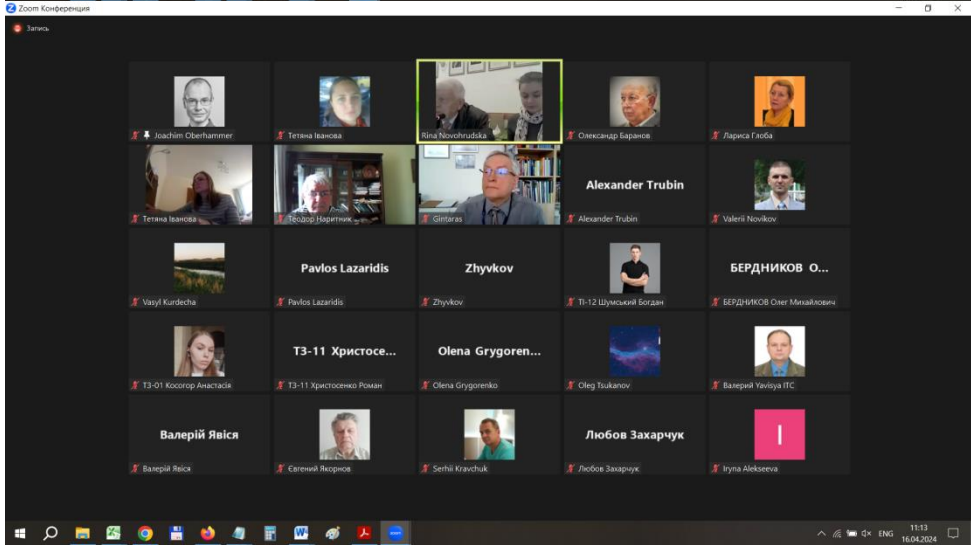 Zoom Конференция
Запись
Joachim Oberhammer
Тетяна Іванова
Rina Novohrudska
Олександр Баранов
Лариса Глоба
Тетяна Іванова
Теодор Наритник
Gintaras
Alexander Trubin
Alexander Trubin
Valerii Novikov
Vasyl Kurdecha
Pavlos Lazaridis
Pavlos Lazaridis
Zhyvkov
Zhyvkov
ТІ-12 Шумський Богдан
БЕРДНИКОВ О...
БЕРДНИКОВ Олег Михайлович
ТЗ-01 Косогор Анастасія
ТЗ-11 Христосе...
ТЗ-11 Христосенко Роман
Olena Grygoren...
Olena Grygorenko
Oleg Tsukanov
Валерий Yavisya ITC
Валерій Явіся
Валерій Явіся
Євгений Якорнов
Serhii Kravchuk
Любов Захарчук
Любов Захарчук
I
Iryna Alekseeva
ENG
11:13
16.04.2024